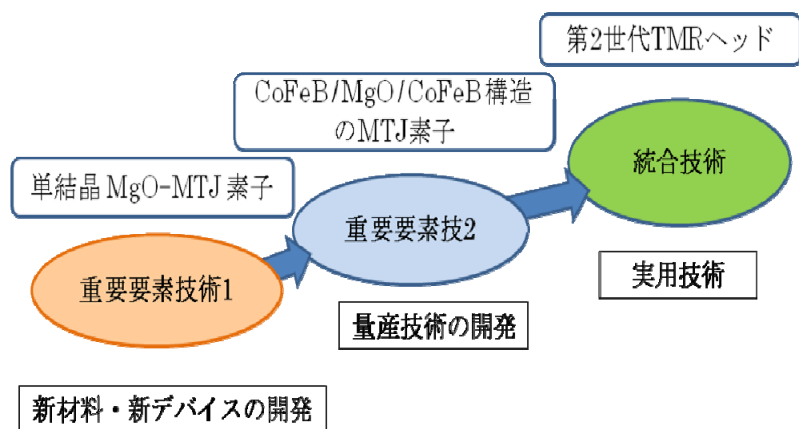 第2世代TMRヘッド
CoFeB/MgO/CoFeB構造
のMTJ素子
統合技術
単結晶MgO-MTJ素子
重要要素技2
実用技術
重要要素技術1
量産技術の開発
新材料・新デバイスの開発